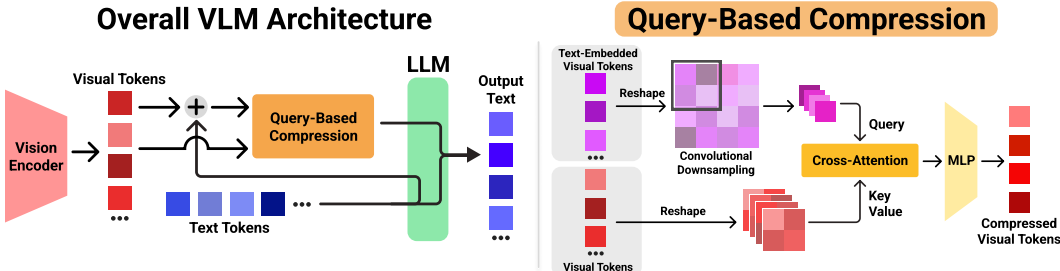 Overall VLM Architecture
Vision
Encoder
Visual Tokens
•••
+
Query-Based
Compression
Text Tokens
•••
LLM
Output
Text
•••
Query-Based Compression
Text-Embedded
Visual Tokens
•••
Reshape
Convolutional
Downsampling
Query
Cross-Attention
Key
Value
•••
Visual Tokens
Reshape
MLP
Compressed
Visual Tokens